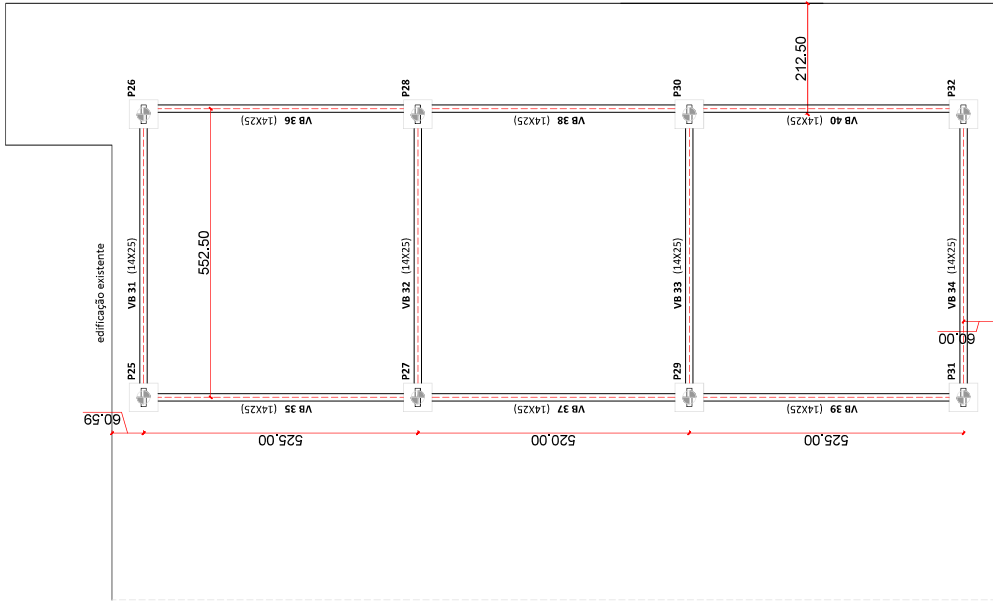 212.50
P26
P28
P30
P32
VB 36 (14X25)
VB 38 (14X25)
VB 40 (14X25)
edificação existente
VB 31 (14X25)
552.50
VB 32 (14X25)
VB 33 (14X25)
VB 34 (14X25)
60.00
P25
P27
P29
P31
VB 35 (14X25)
VB 37 (14X25)
VB 39 (14X25)
60.59
525.00
520.00
525.00